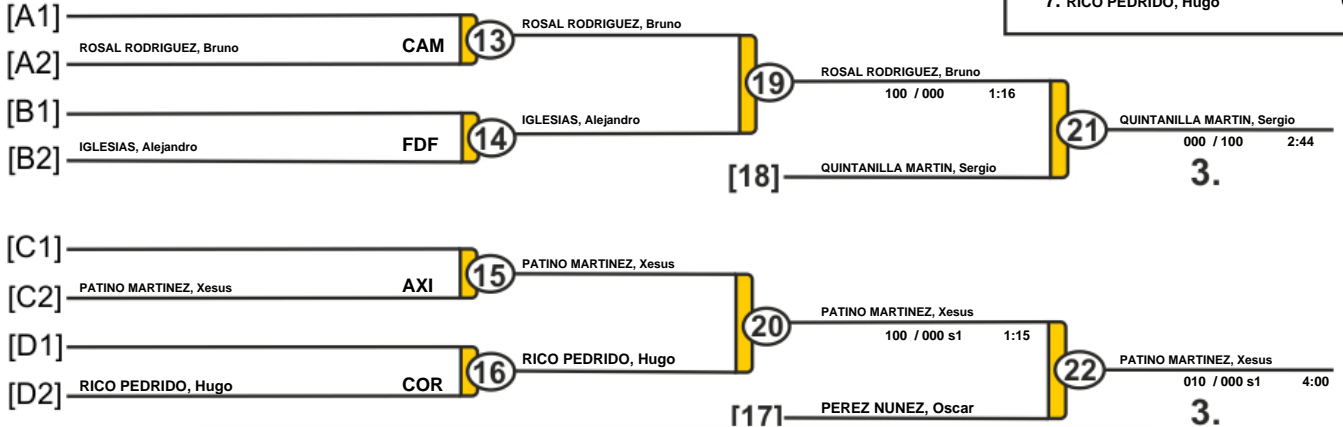 [A1]
7. RICO PEDRIDO, Hugo
ROSAL RODRIGUEZ, Bruno
13
ROSAL RODRIGUEZ, Bruno CAM
[A2]
19
ROSAL RODRIGUEZ, Bruno
100 / 000 1:16
[B1]
IGLESIAS, Alejandro
14
21
QUINTANILLA MARTIN, Sergio
000 / 100 2:44
3.
IGLESIAS, Alejandro FDF
[B2]
[18] QUINTANILLA MARTIN, Sergio
[C1]
PATINO MARTINEZ, Xesus
15
PATINO MARTINEZ, Xesus AXI
[C2]
20
PATINO MARTINEZ, Xesus
100 / 000 s1 1:15
[D1]
RICO PEDRIDO, Hugo
16
22
PATINO MARTINEZ, Xesus
010 / 000 s1 4:00
3.
RICO PEDRIDO, Hugo COR
[D2]
[17] PEREZ NUNEZ, Oscar